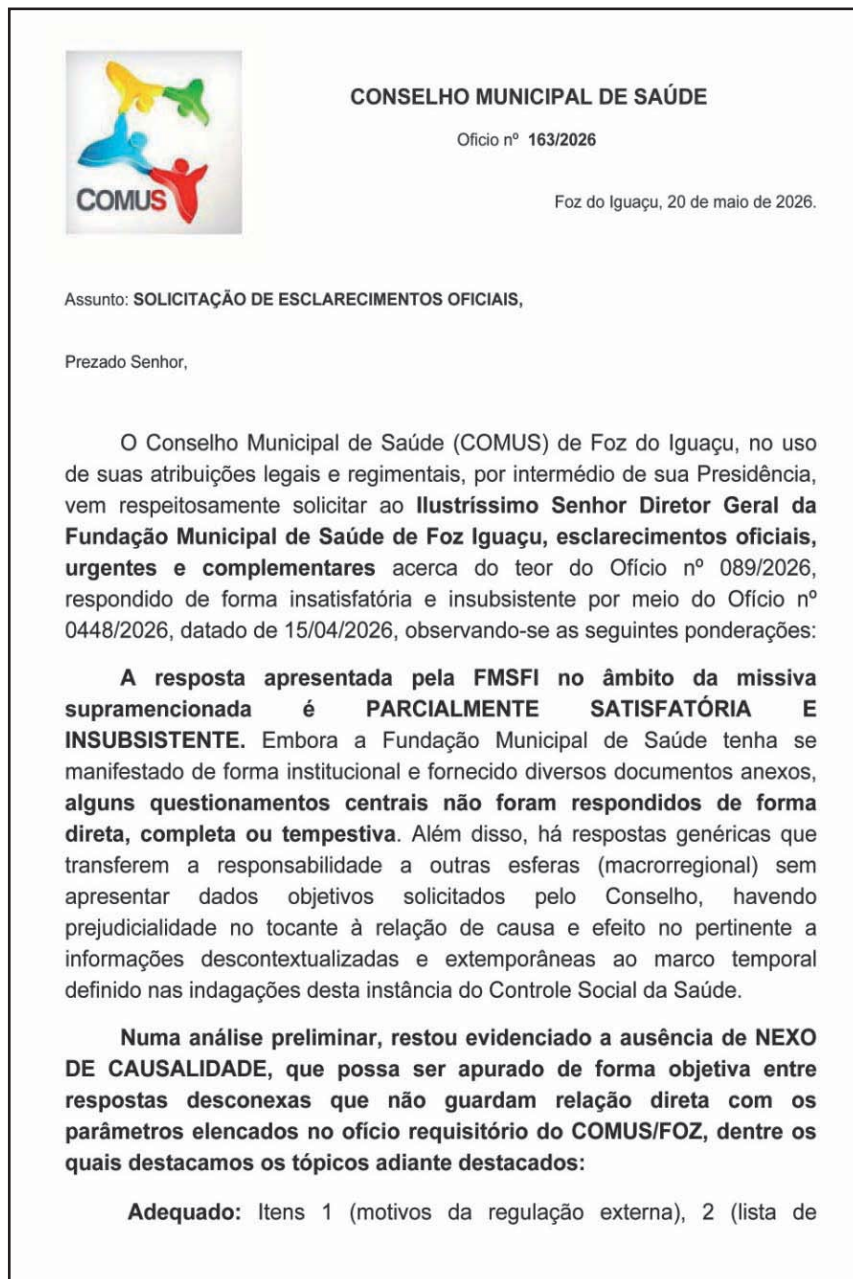 COMUS
CONSELHO MUNICIPAL DE SAÚDE
Oficio nº 163/2026
Foz do Iguaçu, 20 de maio de 2026.
Assunto: SOLICITAÇÃO DE ESCLARECIMENTOS OFICIAIS,
Prezado Senhor,
O Conselho Municipal de Saúde (COMUS) de Foz do Iguaçu, no uso
de suas atribuições legais e regimentais, por intermédio de sua Presidência,
vem respeitosamente solicitar ao Ilustríssimo Senhor Diretor Geral da
Fundação Municipal de Saúde de Foz Iguaçu, esclarecimentos oficiais,
urgentes e complementares acerca do teor do Ofício nº 089/2026,
respondido de forma insatisfatória e insubsistente por meio do Ofício nº
0448/2026, datado de 15/04/2026, observando-se as seguintes ponderações:
A resposta apresentada pela FMSFI no âmbito da missiva
supramencionada é PARCIALMENTE SATISFATÓRIA E
INSUBSISTENTE. Embora a Fundação Municipal de Saúde tenha se
manifestado de forma institucional e fornecido diversos documentos anexos,
alguns questionamentos centrais não foram respondidos de forma
direta, completa ou tempestiva. Além disso, há respostas genéricas que
transferem a responsabilidade a outras esferas (macrorregional) sem
apresentar dados objetivos solicitados pelo Conselho, havendo
prejudicialidade no tocante à relação de causa e efeito no pertinente a
informações descontextualizadas e extemporâneas ao marco temporal
definido nas indagações desta instância do Controle Social da Saúde.
Numa análise preliminar, restou evidenciado a ausência de NEXO
DE CAUSALIDADE, que possa ser apurado de forma objetiva entre
respostas desconexas que não guardam relação direta com os
parâmetros elencados no ofício requisitório do COMUS/FOZ, dentre os
quais destacamos os tópicos adiante destacados:
Adequado: Itens 1 (motivos da regulação externa), 2 (lista de